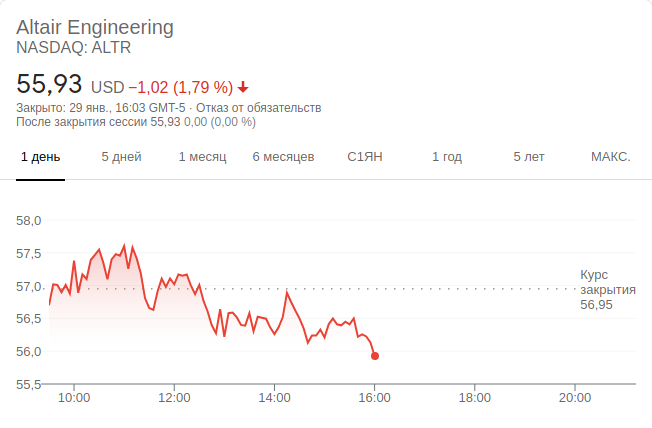 Altair Engineering
NASDAQ: ALTR
55,93 USD −1,02 (1,79 %)
Закрыто: 29 янв., 16:03 GMT-5 · Отказ от обязательств
После закрытия сессии 55,93 0,00 (0,00 %)
1 день 5 дней 1 месяц 6 месяцев С1ЯН 1 год 5 лет МАКС.
58,0
57,5
57,0
56,5
56,0
55,5
Курс
закрытия
56,95
10:00 12:00 14:00 16:00 18:00 20:00